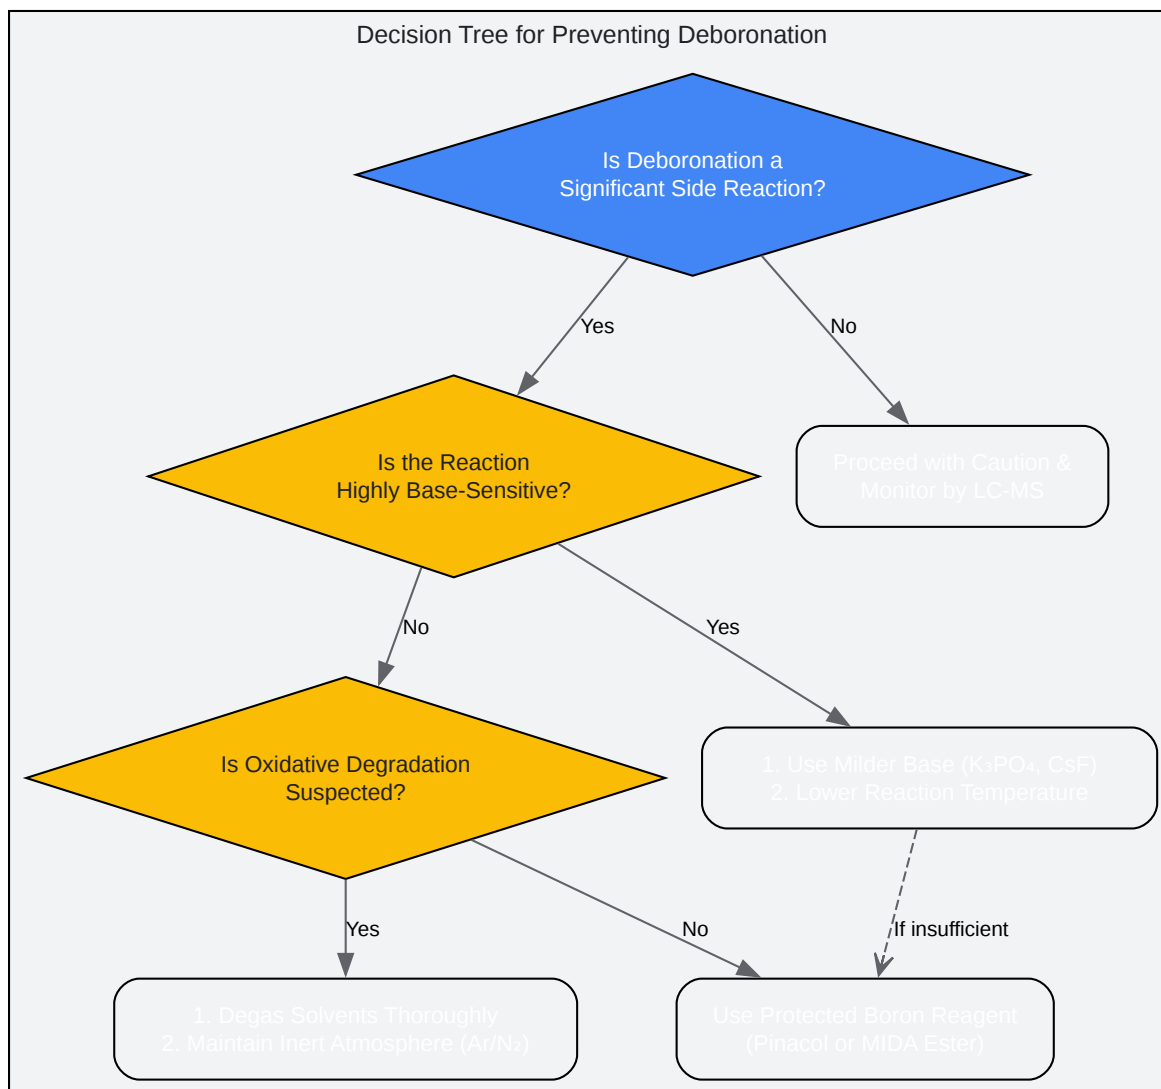 Decision Tree for Preventing Deboronation
Is Deboronation a
Significant Side Reaction?
Yes
No
Is the Reaction
Highly Base-Sensitive?
Proceed with Caution &
Monitor by LC-MS
No
Yes
Is Oxidative Degradation
Suspected?
1. Use Milder Base (K₃PO₄, CsF)
2. Lower Reaction Temperature
Yes
No
If insufficient
1. Degas Solvents Thoroughly
2. Maintain Inert Atmosphere (Ar/N₂)
Use Protected Boron Reagent
(Pinacol or MIDA Ester)